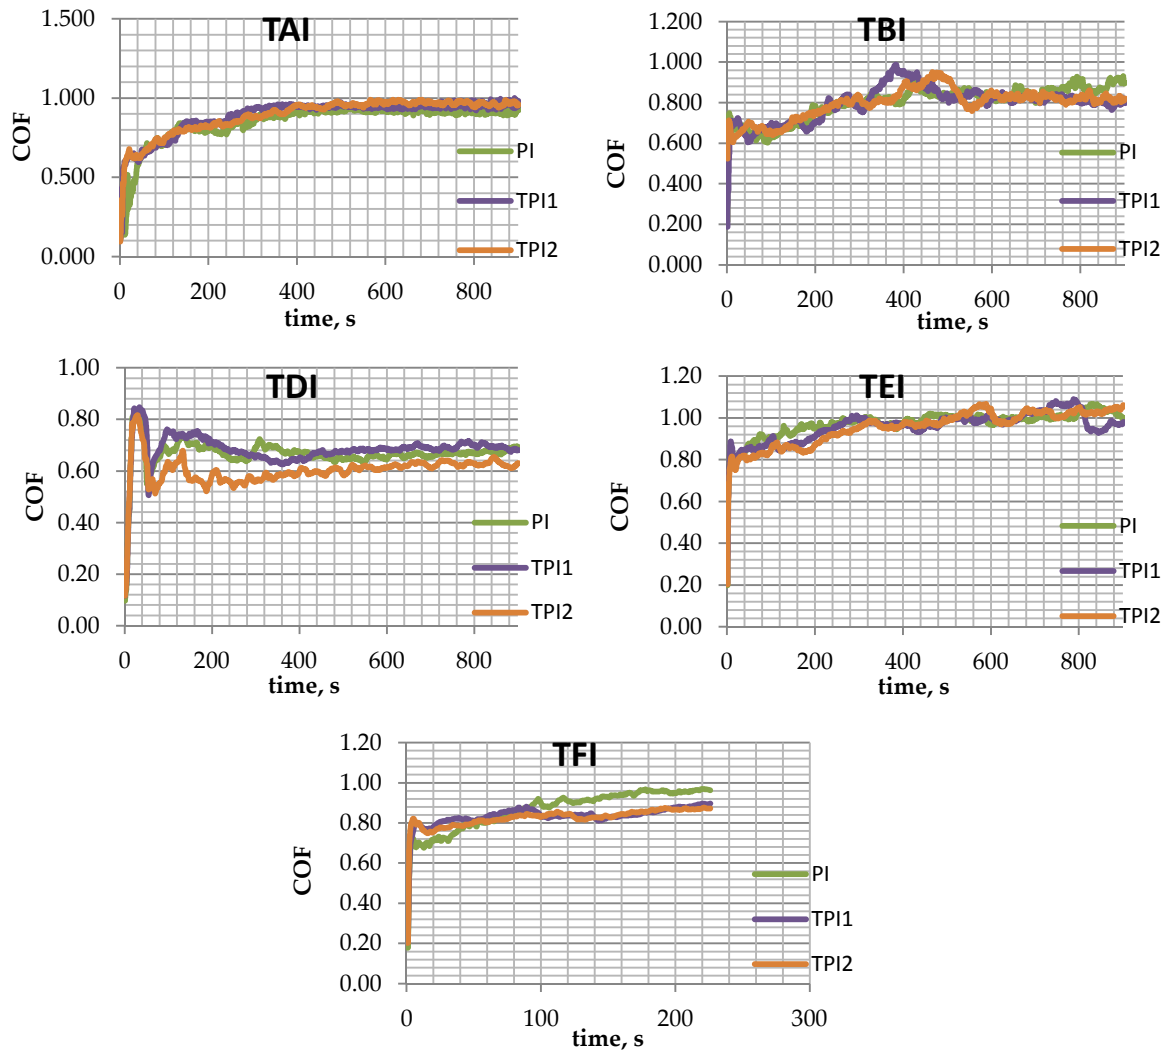 TAI
1.500
1.000
0.500
0.000
COF
PI
TPI1
TPI2
0 200 400 600 800
time, s
TBI
1.200
1.000
0.800
0.600
0.400
0.200
0.000
COF
PI
TPI1
TPI2
0 200 400 600 800
time, s
TDI
1.00
0.80
0.60
0.40
0.20
0.00
COF
PI
TPI1
TPI2
0 200 400 600 800
time, s
TEI
1.20
1.00
0.80
0.60
0.40
0.20
0.00
COF
PI
TPI1
TPI2
0 200 400 600 800
time, s
TFI
1.20
1.00
0.80
0.60
0.40
0.20
0.00
COF
PI
TPI1
TPI2
0 100 200 300
time, s